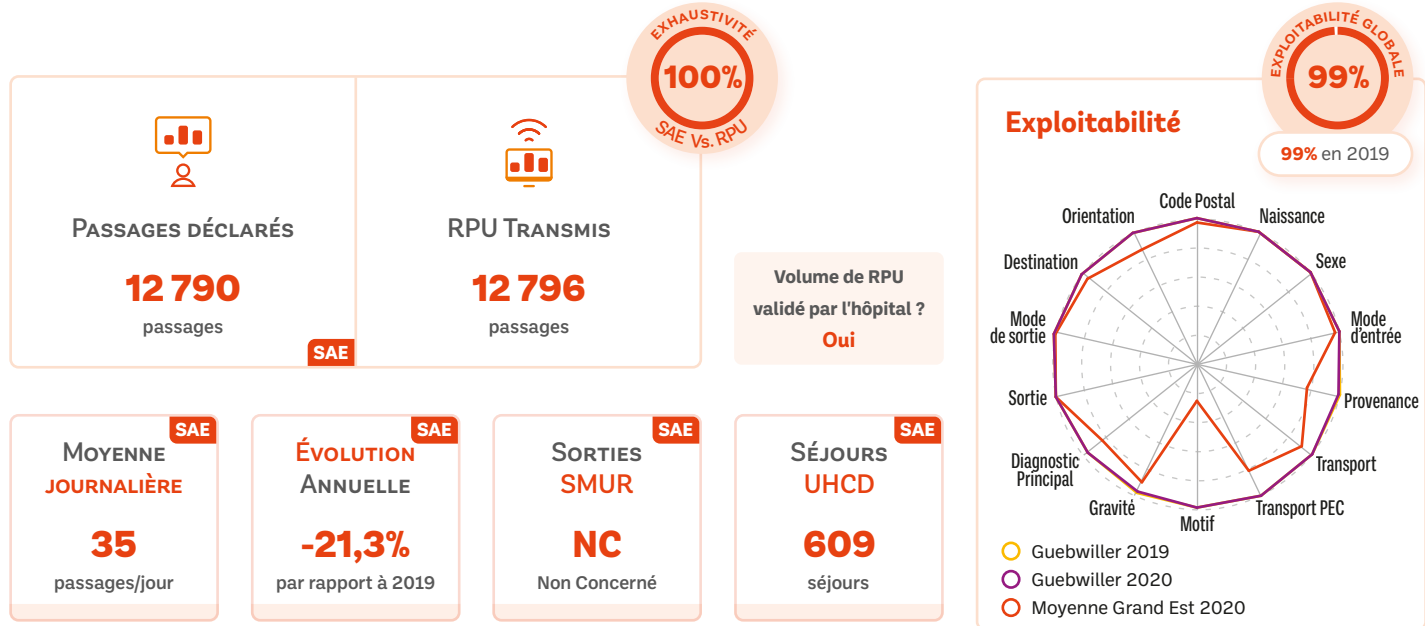 EXHAUSTIVITÉ
100%
SAE Vs. RPU
PASSAGES DÉCLARÉS
12 790
passages
SAE
RPU TRANSMIS
12 796
passages
Volume de RPU
validé par l'hôpital ?
Oui
SAE
MOYENNE
JOURNALIÈRE
35
passages/jour
SAE
ÉVOLUTION
ANNUELLE
-21,3%
par rapport à 2019
SAE
SORTIES
SMUR
NC
Non Concerné
SAE
SÉJOURS
UHCD
609
séjours
EXPLOITABILITÉ GLOBALE
99%
99% en 2019
Exploitabilité
Code Postal
Naissance
Sexe
Mode
d'entrée
Provenance
Transport
Transport PEC
Motif
Gravité
Diagnostic
Principal
Sortie
Mode
de sortie
Destination
Orientation
Guebwiller 2019
Guebwiller 2020
Moyenne Grand Est 2020